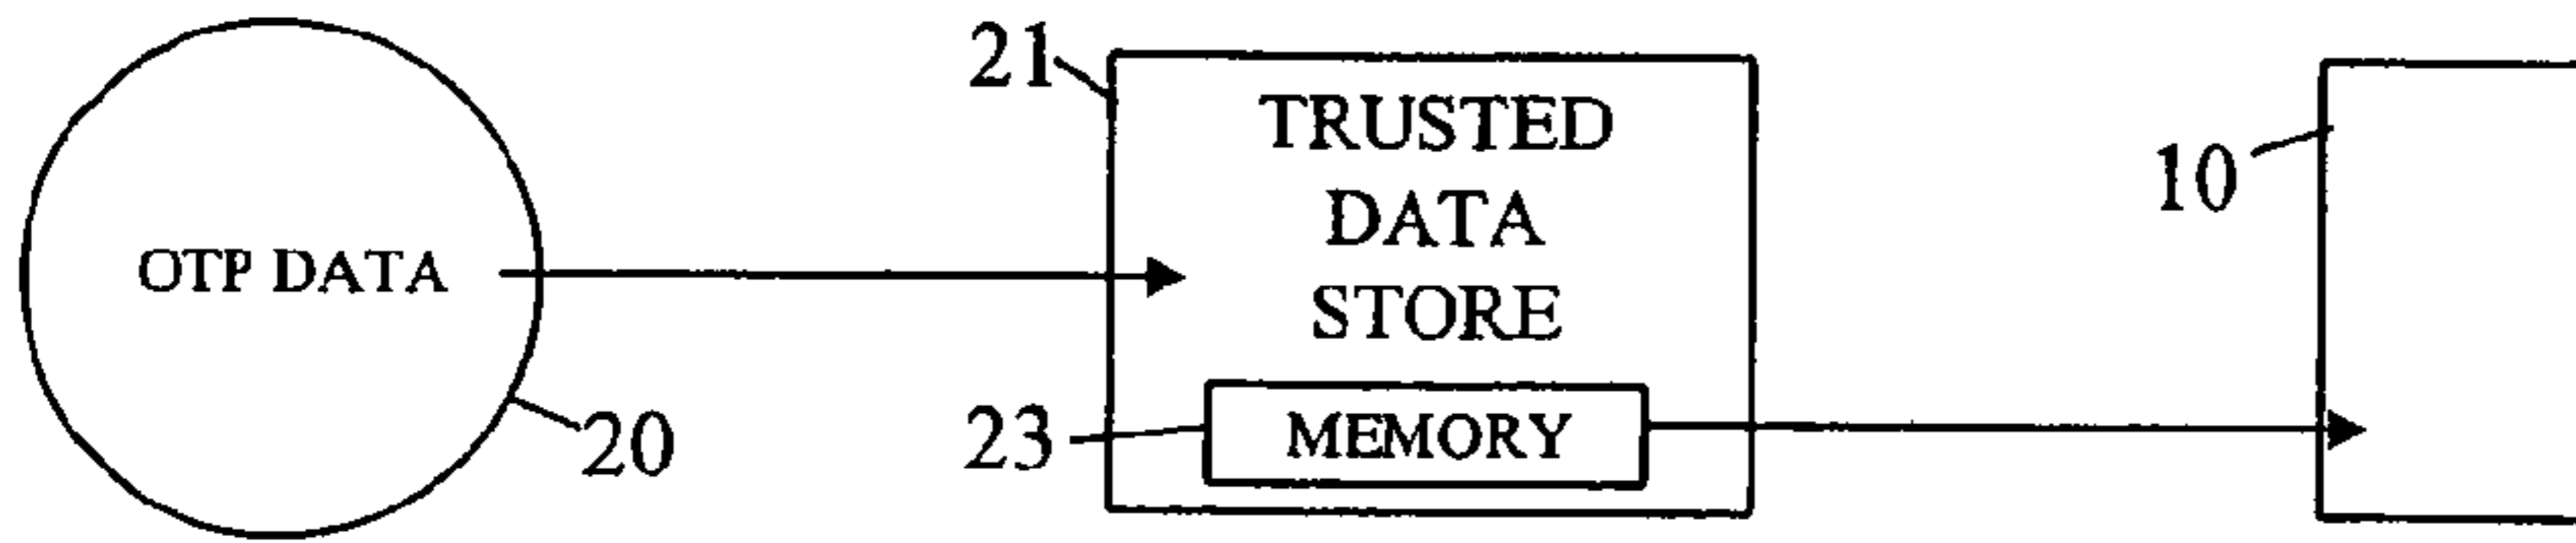 OTP DATA
20
21
TRUSTED
DATA
STORE
23
MEMORY
10